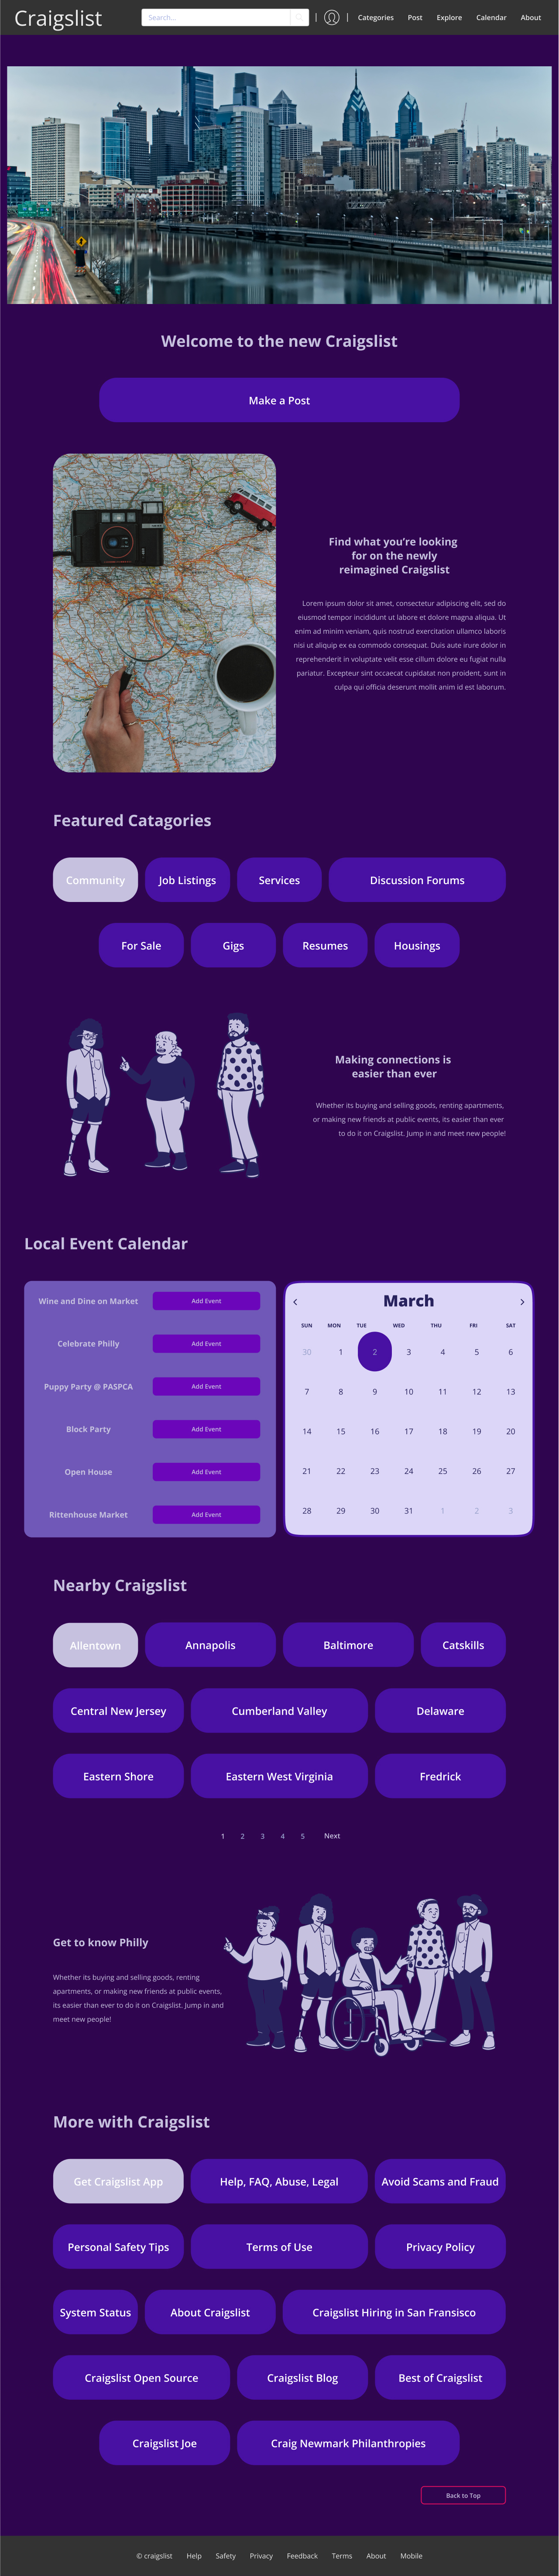 Craigslist
Search...
Categories
Post
Explore
Calendar
About
Welcome to the new Craigslist
Make a Post
Find what you're looking
for on the newly
reimagined Craigslist
Lorem ipsum dolor sit amet, consectetur adipiscing elit, sed do
eiusmod tempor incididunt ut labore et dolore magna aliqua. Ut
enim ad minim veniam, quis nostrud exercitation ullamco laboris
nisi ut aliquip ex ea commodo consequat. Duis aute irure dolor in
reprehenderit in voluptate velit esse cillum dolore eu fugiat nulla
pariatur. Excepteur sint occaecat cupidatat non proident, sunt in
culpa qui officia deserunt mollit anim id est laborum.
Featured Catagories
Community
Job Listings
Services
Discussion Forums
For Sale
Gigs
Resumes
Housings
Making connections is
easier than ever
Whether its buying and selling goods, renting apartments,
or making new friends at public events, its easier than ever
to do it on Craigslist. Jump in and meet new people!
Local Event Calendar
Wine and Dine on Market
Add Event
Celebrate Philly
Add Event
Puppy Party @ PASPCA
Add Event
Block Party
Add Event
Open House
Add Event
Rittenhouse Market
Add Event
March
SUN MON TUE WED THU FRI SAT
30 1 2 3 4 5 6
7 8 9 10 11 12 13
14 15 16 17 18 19 20
21 22 23 24 25 26 27
28 29 30 31 1 2 3
Nearby Craigslist
Allentown
Annapolis
Baltimore
Catskills
Central New Jersey
Cumberland Valley
Delaware
Eastern Shore
Eastern West Virginia
Fredrick
1 2 3 4 5 Next
Get to know Philly
Whether its buying and selling goods, renting
apartments, or making new friends at public events,
its easier than ever to do it on Craigslist. Jump in and
meet new people!
More with Craigslist
Get Craigslist App
Help, FAQ, Abuse, Legal
Avoid Scams and Fraud
Personal Safety Tips
Terms of Use
Privacy Policy
System Status
About Craigslist
Craigslist Hiring in San Fransisco
Craigslist Open Source
Craigslist Blog
Best of Craigslist
Craigslist Joe
Craig Newmark Philanthropies
Back to Top
© craigslist
Help
Safety
Privacy
Feedback
Terms
About
Mobile